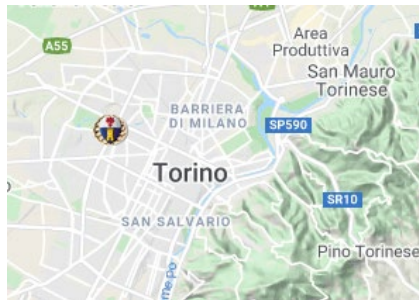 A55
Area
Produttiva
San Mauro
Torinese
BARRIERA
DI MILANO
SP590
Torino
SR10
SAN SALVARIO
Pino Torinese